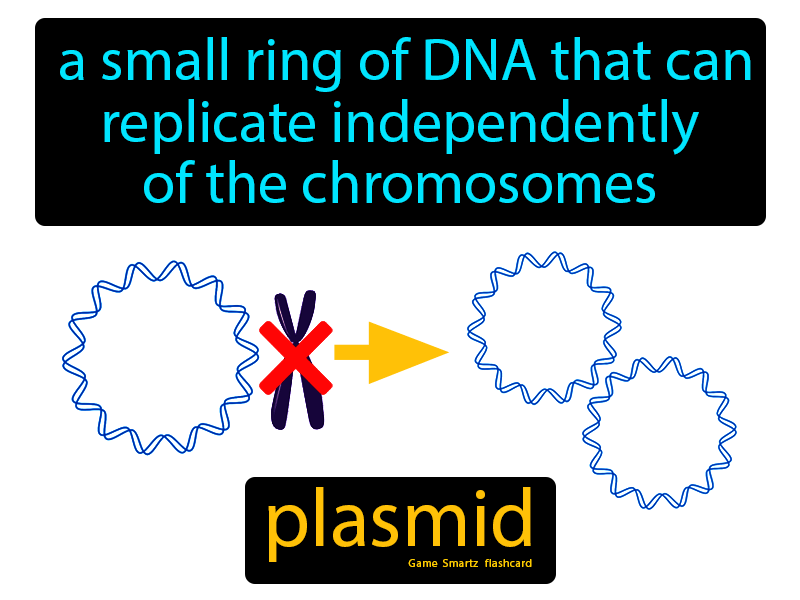 a small ring of DNA that can
replicate independently
of the chromosomes
plasmid
Game Smartz flashcard